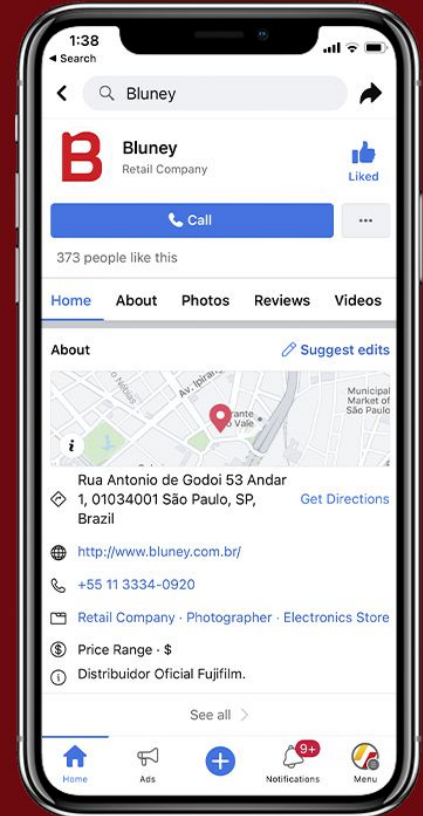 1:38
◀ Search
Bluney
B
Bluney
Retail Company
Liked
Call
...
373 people like this
Home About Photos Reviews Videos
About
Suggest edits
Av. Ipiran
Municipal
Market of
São Paulo
rante
o Vale
i
Rua Antonio de Godoi 53 Andar
1, 01034001 São Paulo, SP,
Brazil
Get Directions
http://www.bluney.com.br/
+55 11 3334-0920
Retail Company · Photographer · Electronics Store
Price Range · $
Distribuidor Oficial Fujifilm.
See all >
9+
Home Ads Notifications Menu